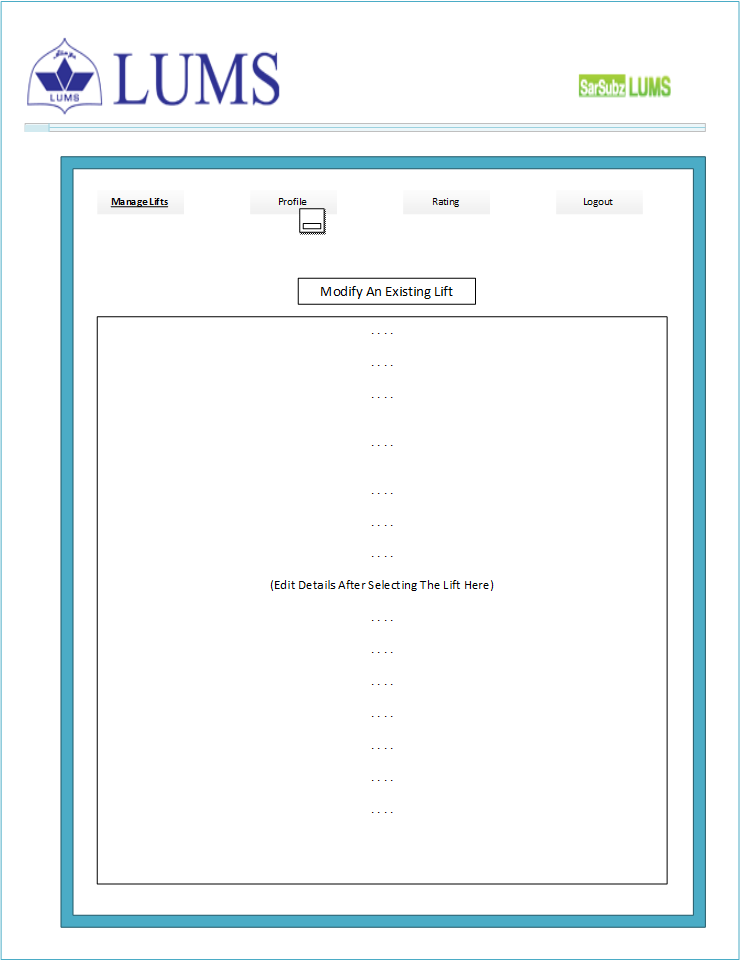 LUMS
LUMS
SarSubz LUMS
Manage Lifts
Profile
Rating
Logout
Modify An Existing Lift
. . . .
. . . .
. . . .
. . . .
. . . .
. . . .
. . . .
(Edit Details After Selecting The Lift Here)
. . . .
. . . .
. . . .
. . . .
. . . .
. . . .
. . . .